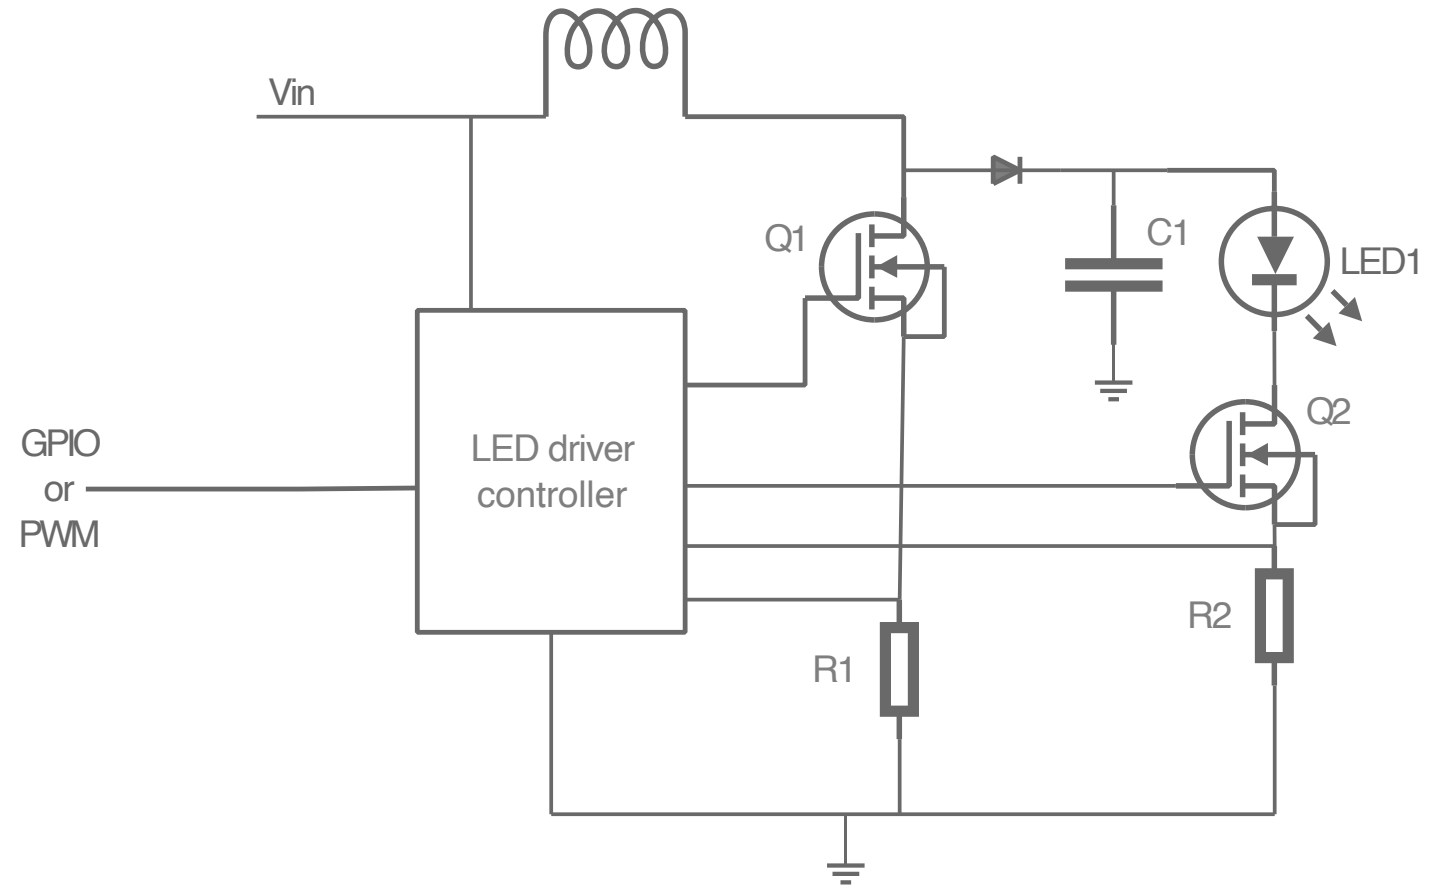 Vin
Q1
C1
LED1
Q2
GPIO
or
PWM
LED driver
controller
R2
R1